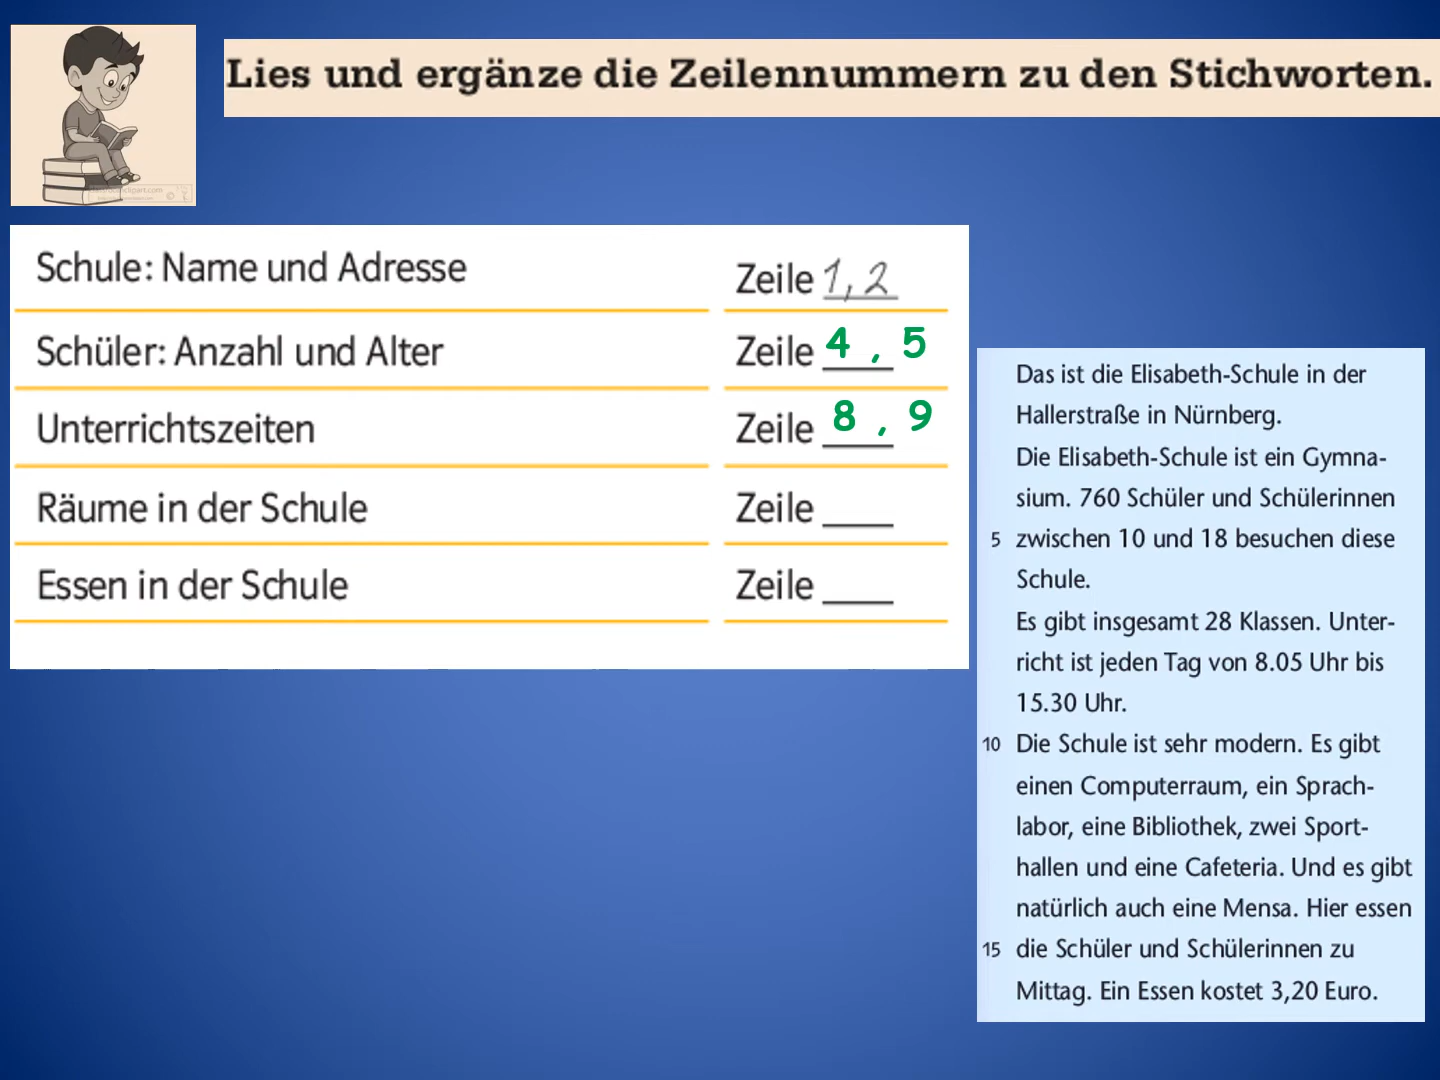 Lies und ergänze die Zeilennummern zu den Stichworten.
Schule: Name und Adresse Zeile 1, 2
Schüler: Anzahl und Alter Zeile 4 , 5
Unterrichtszeiten Zeile 8 , 9
Räume in der Schule Zeile ____
Essen in der Schule Zeile ____
Das ist die Elisabeth-Schule in der
Hallerstraße in Nürnberg.
Die Elisabeth-Schule ist ein Gymna-
sium. 760 Schüler und Schülerinnen
5 zwischen 10 und 18 besuchen diese
Schule.
Es gibt insgesamt 28 Klassen. Unter-
richt ist jeden Tag von 8.05 Uhr bis
15.30 Uhr.
10 Die Schule ist sehr modern. Es gibt
einen Computerraum, ein Sprach-
labor, eine Bibliothek, zwei Sport-
hallen und eine Cafeteria. Und es gibt
natürlich auch eine Mensa. Hier essen
15 die Schüler und Schülerinnen zu
Mittag. Ein Essen kostet 3,20 Euro.